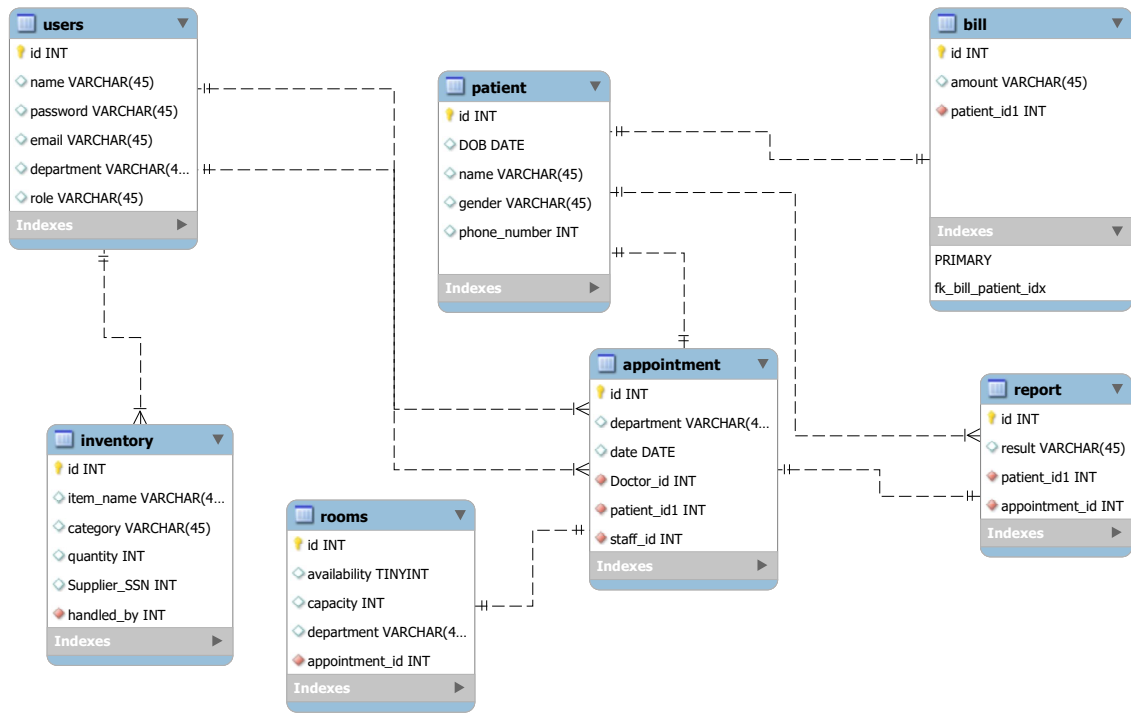 users
id INT
name VARCHAR(45)
password VARCHAR(45)
email VARCHAR(45)
department VARCHAR(4...
role VARCHAR(45)
Indexes
patient
id INT
DOB DATE
name VARCHAR(45)
gender VARCHAR(45)
phone_number INT
Indexes
bill
id INT
amount VARCHAR(45)
patient_id1 INT
Indexes
PRIMARY
fk_bill_patient_idx
inventory
id INT
item_name VARCHAR(4...
category VARCHAR(45)
quantity INT
Supplier_SSN INT
handled_by INT
Indexes
rooms
id INT
availability TINYINT
capacity INT
department VARCHAR(4...
appointment_id INT
Indexes
appointment
id INT
department VARCHAR(4...
date DATE
Doctor_id INT
patient_id1 INT
staff_id INT
Indexes
report
id INT
result VARCHAR(45)
patient_id1 INT
appointment_id INT
Indexes